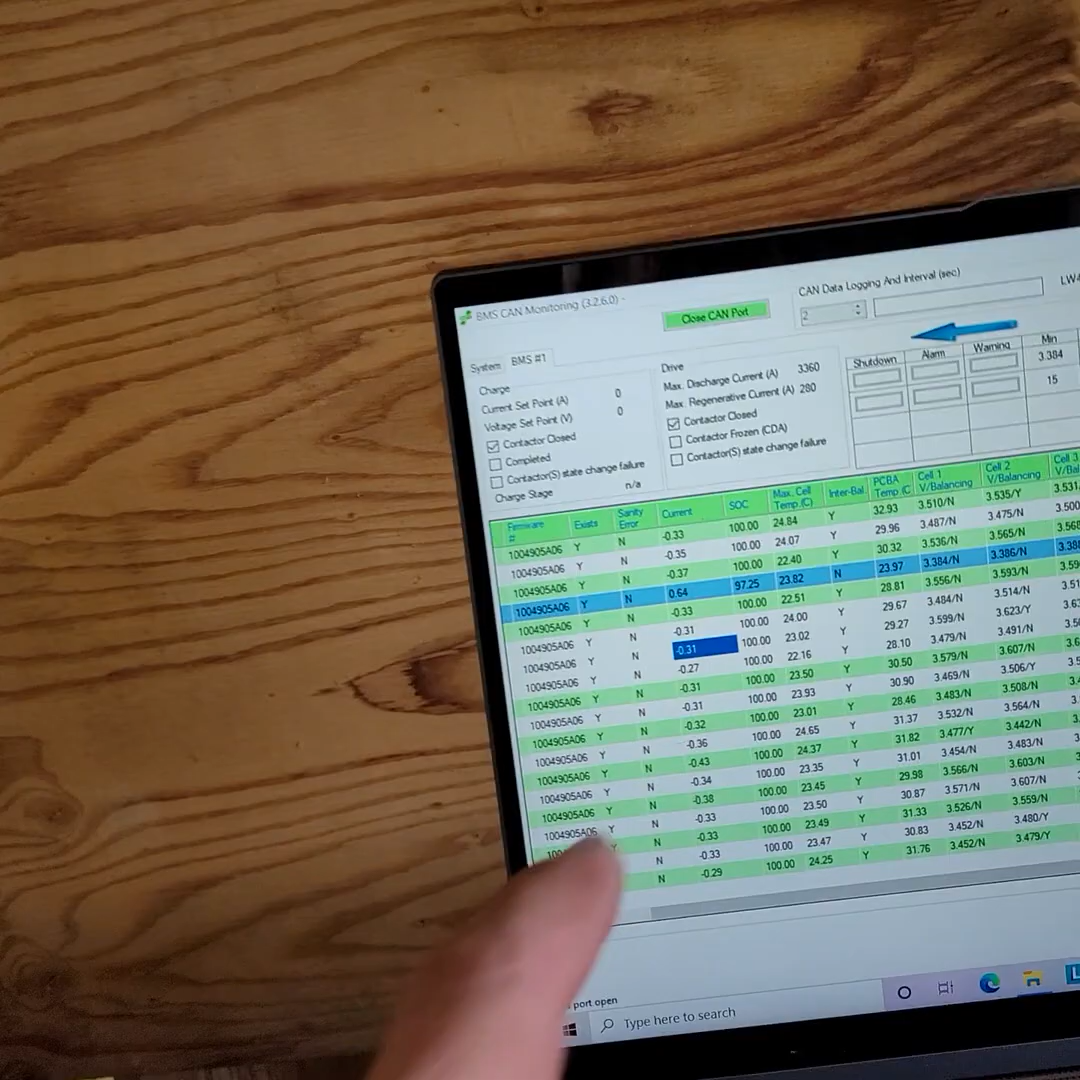 BMS CAN Monitoring (3.2.6.0) -
Close CAN Port
CAN Data Logging And Interval (sec)
2
System
BMS #1
Charge
Current Set Point (A) 0
Voltage Set Point (V) 0
Contactor Closed
Completed
Contactor(S) state change failure
Charge Stage n/a
Drive
Max. Discharge Current (A) 3360
Max. Regenerative Current (A) 280
Contactor Closed
Contactor Frozen (CDA)
Contactor(S) state change failure
Shutdown Alarm Warning Min
3.384
15
Firmware # Exists Sanity Error Current SOC Max. Cell Temp.(C) Inter-Bal PCBA Temp (C Cell 1 V/Balancing Cell 2 V/Balancing Cell 3
1004905A06 Y N -0.33 100.00 24.84 Y 32.93 3.510/N 3.535/Y
1004905A06 Y N -0.35 100.00 24.07 Y 29.96 3.487/N 3.475/N
1004905A06 Y N -0.37 100.00 22.40 Y 30.32 3.536/N 3.565/N
1004905A06 Y N 0.64 97.25 23.82 N 23.97 3.384/N 3.386/N
1004905A06 Y N -0.33 100.00 22.51 Y 28.81 3.556/N 3.593/N
1004905A06 Y N -0.31 100.00 24.00 Y 29.67 3.484/N 3.514/N
1004905A06 Y N -0.31 100.00 23.02 Y 29.27 3.599/N 3.623/Y
1004905A06 Y N -0.27 100.00 22.16 Y 28.10 3.479/N 3.491/N
1004905A06 Y N -0.31 100.00 23.50 Y 30.50 3.579/N 3.607/N
1004905A06 Y N -0.31 100.00 23.93 Y 30.90 3.469/N 3.506/Y
1004905A06 Y N -0.32 100.00 23.01 Y 28.46 3.483/N 3.508/N
1004905A06 Y N -0.36 100.00 24.65 Y 31.37 3.532/N 3.564/N
1004905A06 Y N -0.43 100.00 24.37 Y 31.82 3.477/Y 3.442/N
1004905A06 Y N -0.34 100.00 23.35 Y 31.01 3.454/N 3.483/N
1004905A06 Y N -0.38 100.00 23.45 Y 29.98 3.566/N 3.603/N
1004905A06 Y N -0.33 100.00 23.50 Y 30.87 3.571/N 3.607/N
N -0.33 100.00 23.49 Y 31.33 3.526/N 3.559/N
N -0.33 100.00 23.47 Y 30.83 3.452/N 3.480/Y
N -0.29 100.00 24.25 Y 31.76 3.452/N 3.479/Y
port open
Type here to search